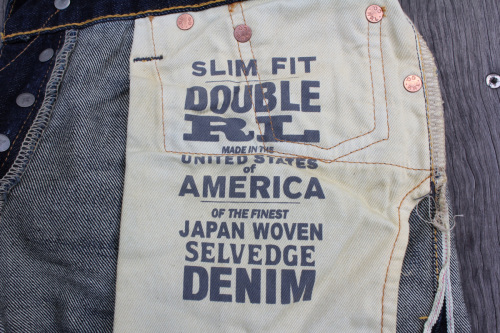 SLIM FIT
DOUBLE
RL
MADE IN THE
UNITED STATES
of
AMERICA
OF THE FINEST
JAPAN WOVEN
SELVEDGE
DENIM